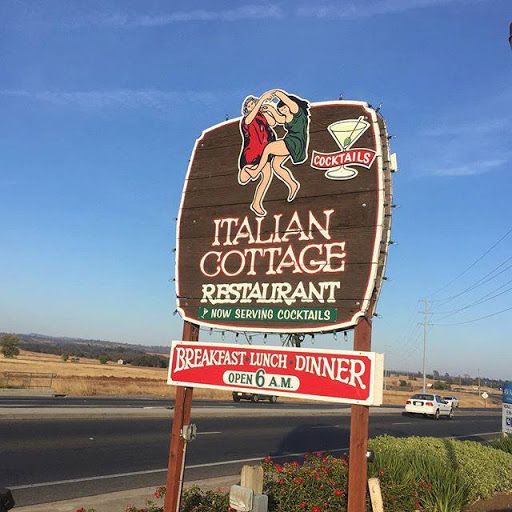 COCKTAILS
ITALIAN
COTTAGE
RESTAURANT
NOW SERVING COCKTAILS
BREAKFAST LUNCH · DINNER
OPEN 6 A.M.